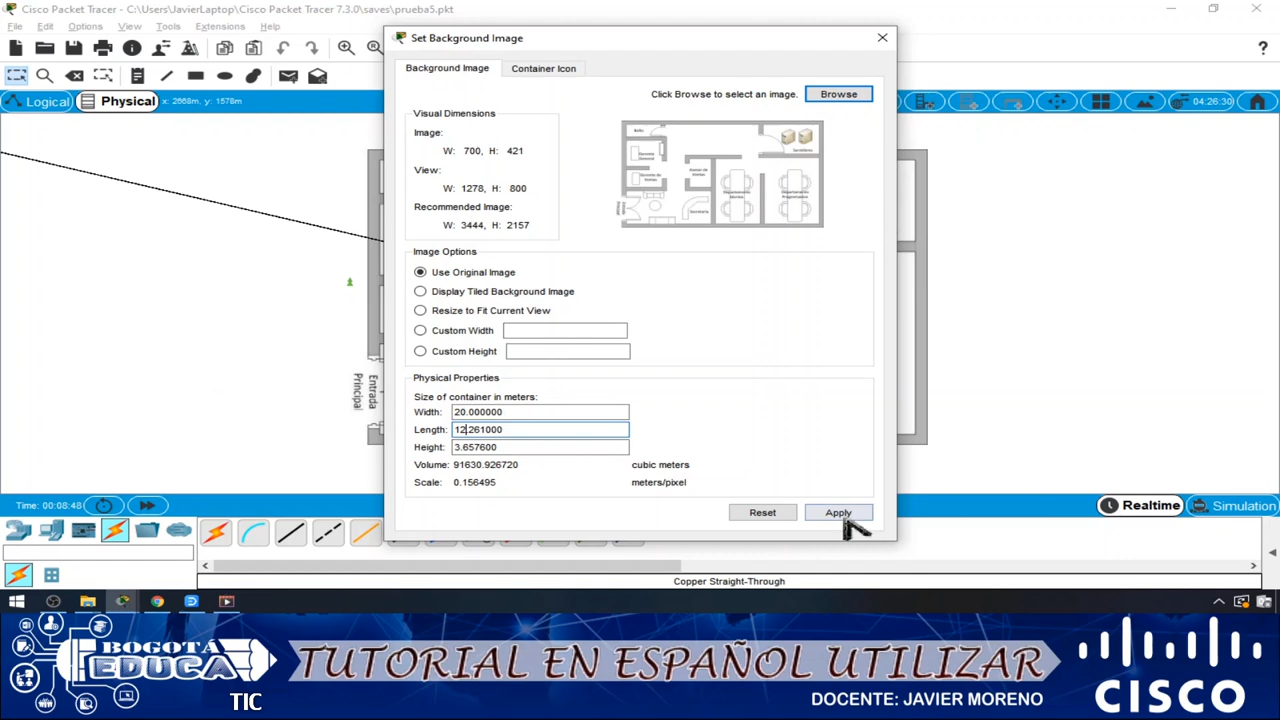 Cisco Packet Tracer - C:\Users\JavierLaptop\Cisco Packet Tracer 7.3.0\saves\prueba5.pkt
File Edit Options View Tools Extensions Help
?
Logical
Physical x: 2668m, y: 1578m
04:26:30
Set Background Image
Background Image
Container Icon
Click Browse to select an image.
Browse
Visual Dimensions
Image:
W: 700, H: 421
View:
W: 1278, H: 800
Recommended Image:
W: 3444, H: 2157
Image Options
Use Original Image
Display Tiled Background Image
Resize to Fit Current View
Custom Width
Custom Height
Physical Properties
Size of container in meters:
Width: 20.000000
Length: 12.261000
Height: 3.657600
Volume: 91630.926720 cubic meters
Scale: 0.156495 meters/pixel
Reset
Apply
Entrada
Principal
Time: 00:08:48
Realtime
Simulation
Copper Straight-Through
BOGOTÁ
EDUCA
TIC
TUTORIAL EN ESPAÑOL UTILIZAR
DOCENTE: JAVIER MORENO
CISCO